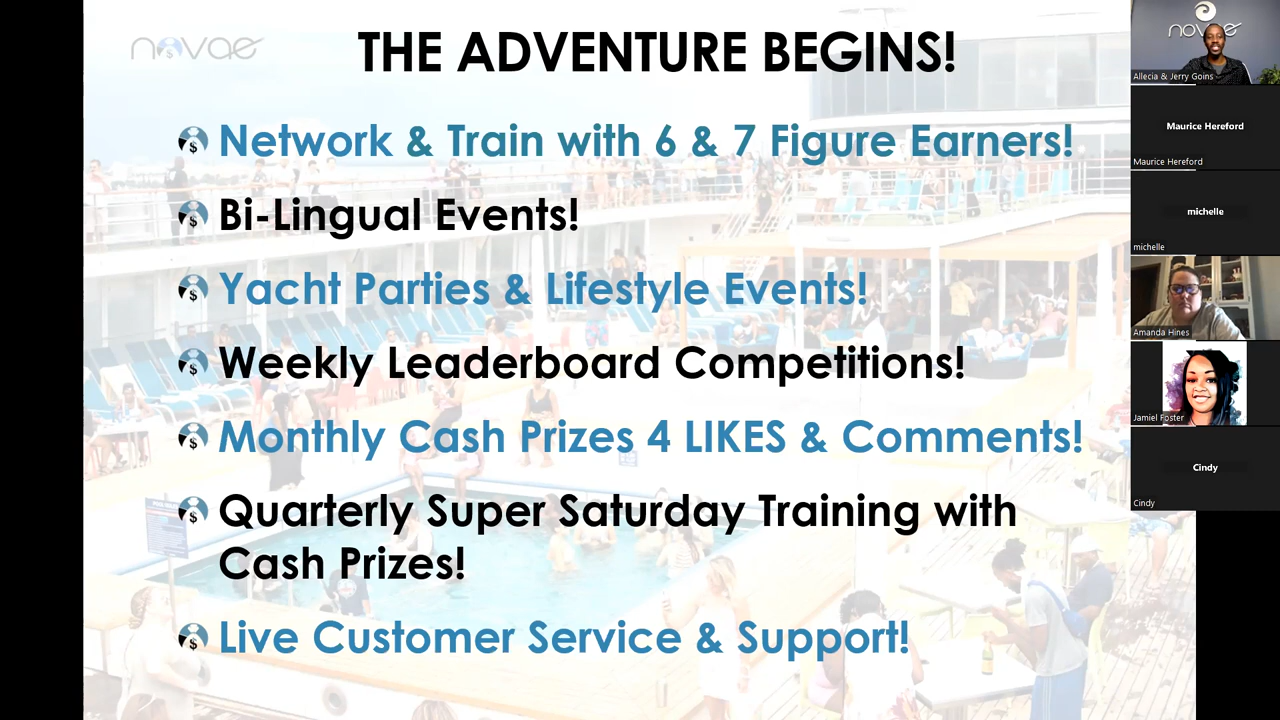 novae
THE ADVENTURE BEGINS!
Network & Train with 6 & 7 Figure Earners!
Bi-Lingual Events!
Yacht Parties & Lifestyle Events!
Weekly Leaderboard Competitions!
Monthly Cash Prizes 4 LIKES & Comments!
Quarterly Super Saturday Training with
Cash Prizes!
Live Customer Service & Support!
novae
Allecia & Jerry Goins
Maurice Hereford
Maurice Hereford
michelle
michelle
Amanda Hines
Jamiel Foster
Cindy
Cindy